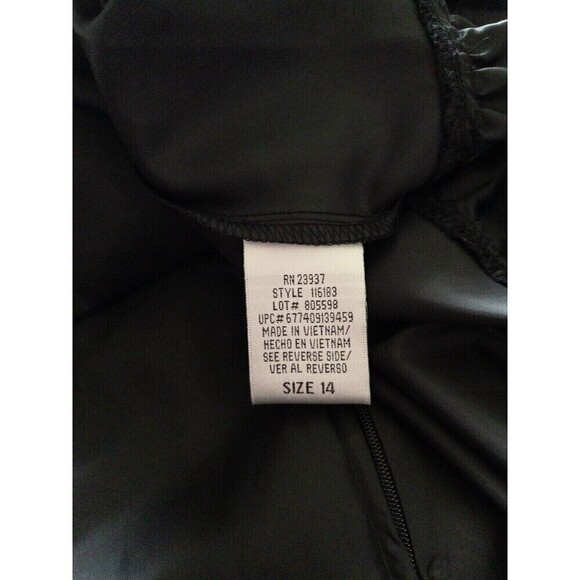 RN 23937
STYLE 116183
LOT# 805598
UPC#677409139459
MADE IN VIETNAM/
HECHO EN VIETNAM
SEE REVERSE SIDE/
VER AL REVERSO
SIZE 14